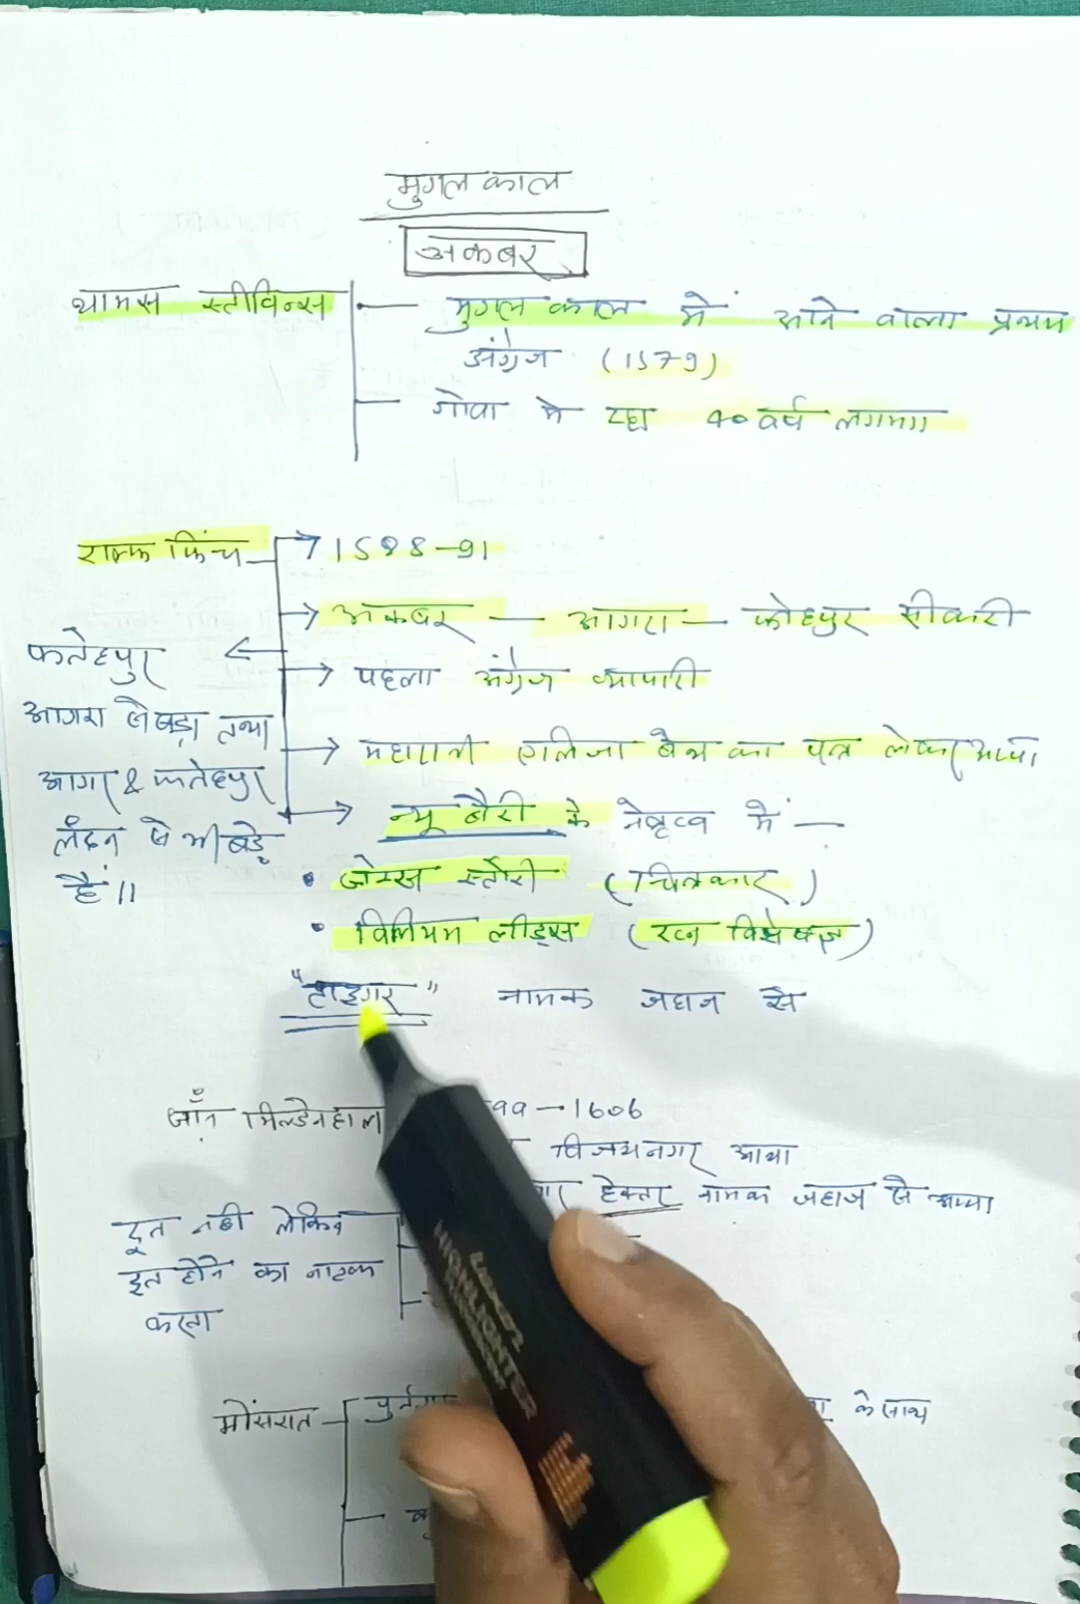 मुगल काल
अकबर
थामस स्टीविन्स
मुगल काल में आने वाला प्रथम
अंग्रेज (1579)
गोवा में रहा 40 वर्ष लगभग
राल्फ फिंच
1588-91
अकबर — आगरा — फतेहपुर सीकरी
पहला अंग्रेज व्यापारी
महारानी एलिजा बेथ का पत्र लेकर आया
न्यू बैरी के नेतृत्व में —
• जेम्स स्टोरी (चित्रकार)
• विलियम लीड्स (रत्न विशेषज्ञ)
"टाइगर" नामक जहाज से
फतेहपुर
आगरा से बड़ा तथा
आगरा & फतेहपुर
लंदन से भी बड़े
हैं॥
जॉन मिल्डेनहाल
99-1606
विजयनगर आया
हेक्टर नामक जहाज से आया
दूत नही लेकिन
दूत होने का नाटक
करता
मोंसरात
के साथ